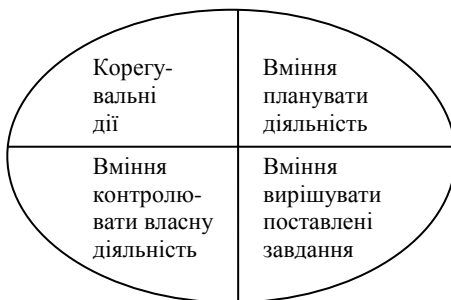 Корегу-
вальні
дії
Вміння
планувати
діяльність
Вміння
контролю-
вати власну
діяльність
Вміння
вирішувати
поставлені
завдання